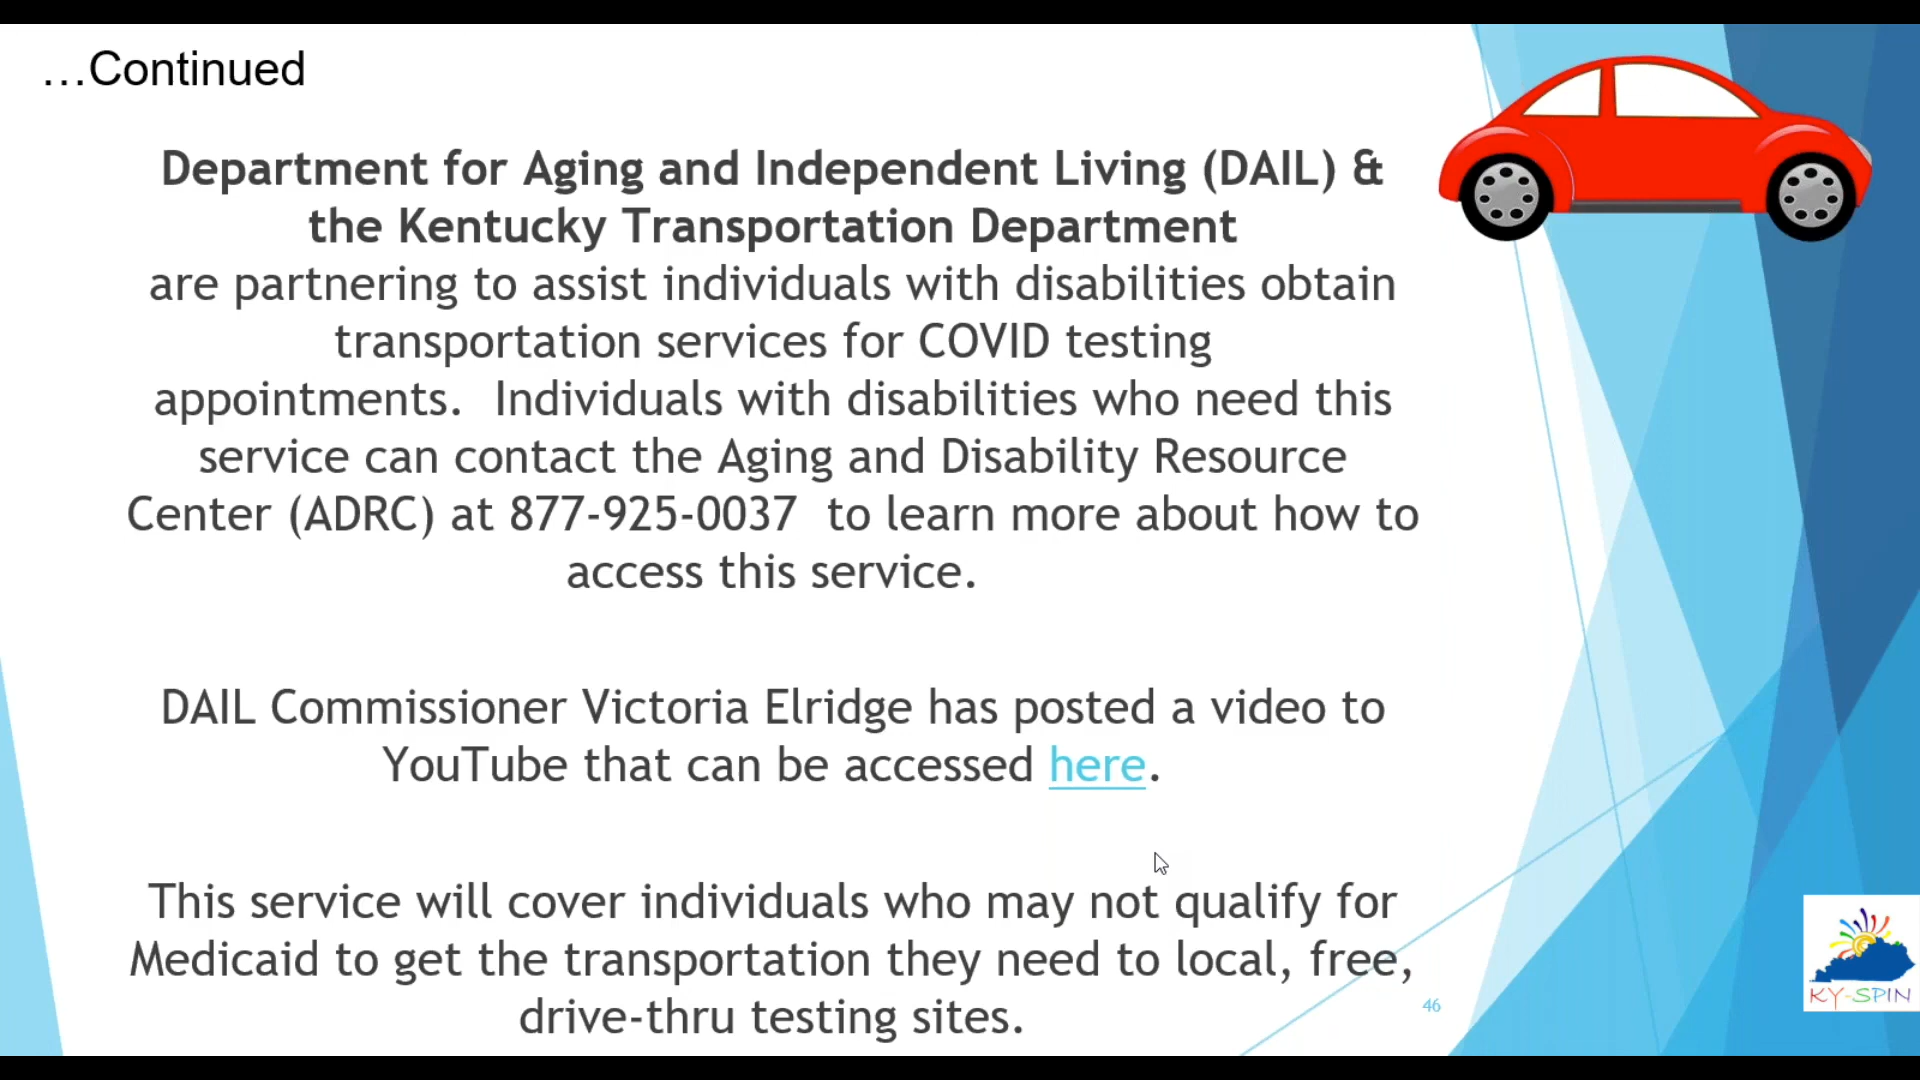 ...Continued
Department for Aging and Independent Living (DAIL) &
the Kentucky Transportation Department
are partnering to assist individuals with disabilities obtain
transportation services for COVID testing
appointments.  Individuals with disabilities who need this
service can contact the Aging and Disability Resource
Center (ADRC) at 877-925-0037  to learn more about how to
access this service.
DAIL Commissioner Victoria Elridge has posted a video to
YouTube that can be accessed here.
This service will cover individuals who may not qualify for
Medicaid to get the transportation they need to local, free,
drive-thru testing sites.
46
KY-SPIN